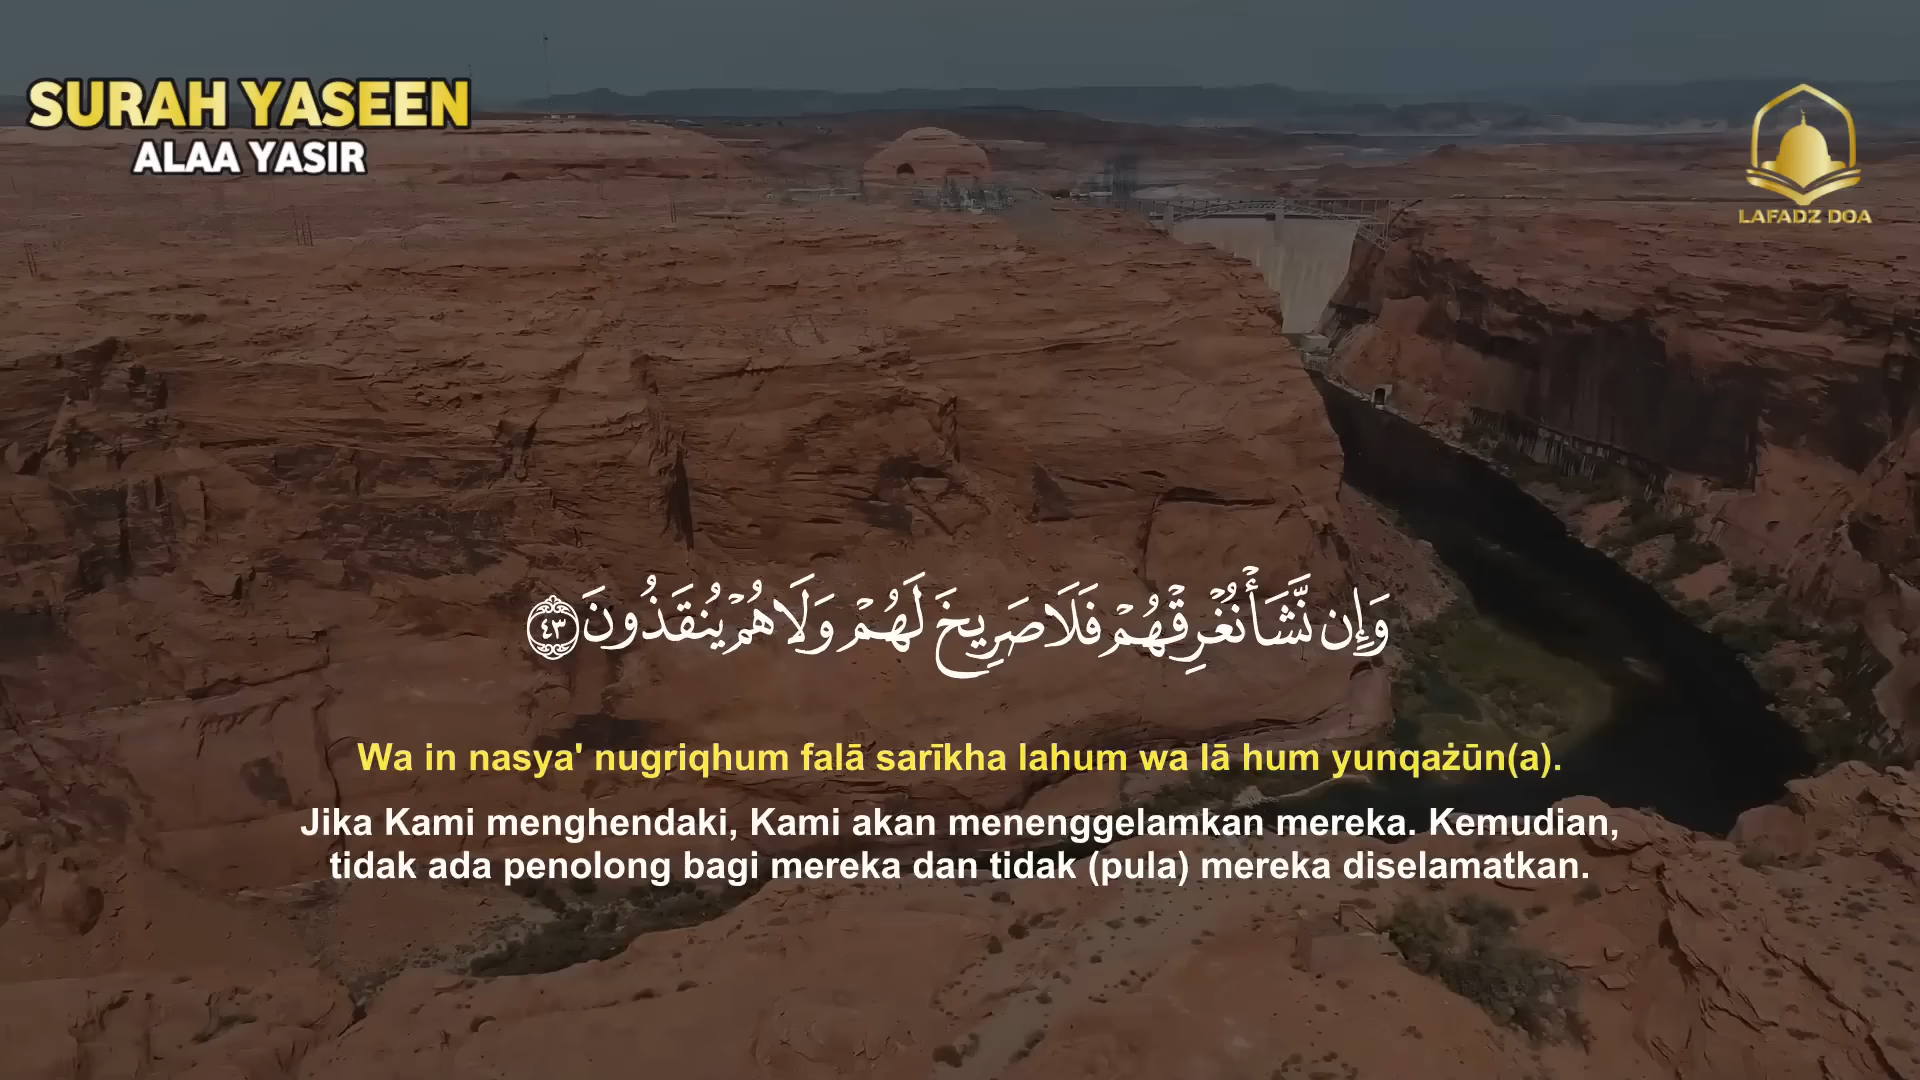 SURAH YASEEN
ALAA YASIR
LAFADZ DOA
وَإِن نَّشَأْ نُغْرِقْهُمْ فَلَا صَرِيخَ لَهُمْ وَلَا هُمْ يُنقَذُونَ ٤٣
Wa in nasya' nugriqhum falā sarīkha lahum wa lā hum yunqażūn(a).
Jika Kami menghendaki, Kami akan menenggelamkan mereka. Kemudian,
tidak ada penolong bagi mereka dan tidak (pula) mereka diselamatkan.